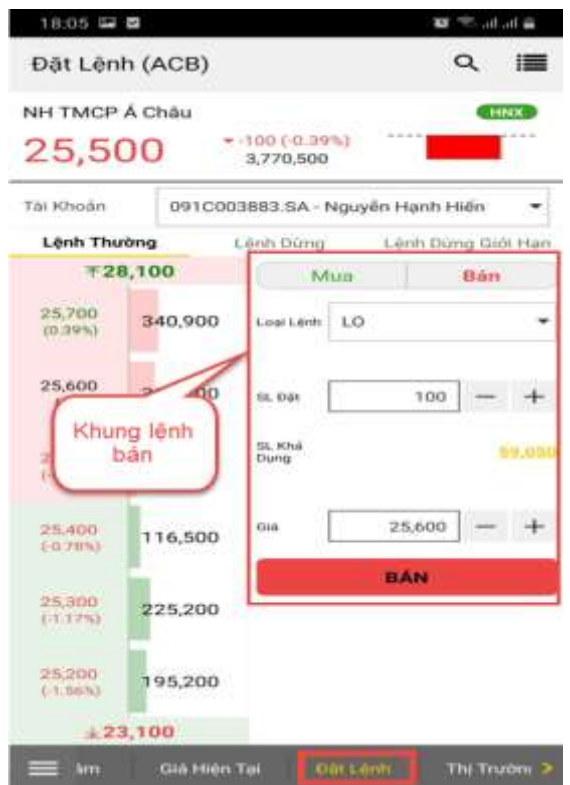 18:05
Đặt Lệnh (ACB)
NH TMCP Á Châu
HNX
25,500
-100 (-0.39%)
3,770,500
Tài Khoản
091C003883.SA - Nguyễn Hạnh Hiền
Lệnh Thường
Lệnh Dừng
Lệnh Dừng Giới Hạn
28,100
Mua
Bán
25,700
(0.39%)
340,900
Loại Lệnh
LO
25,600
SL Đặt
100
Khung lệnh
bán
SL Khả
Dụng
59,050
25,400
(-0.78%)
116,500
Giá
25,600
BÁN
25,300
(-1.17%)
225,200
25,200
(-1.56%)
195,200
23,100
Giá Hiện Tại
Đặt Lệnh
Thị Trườn